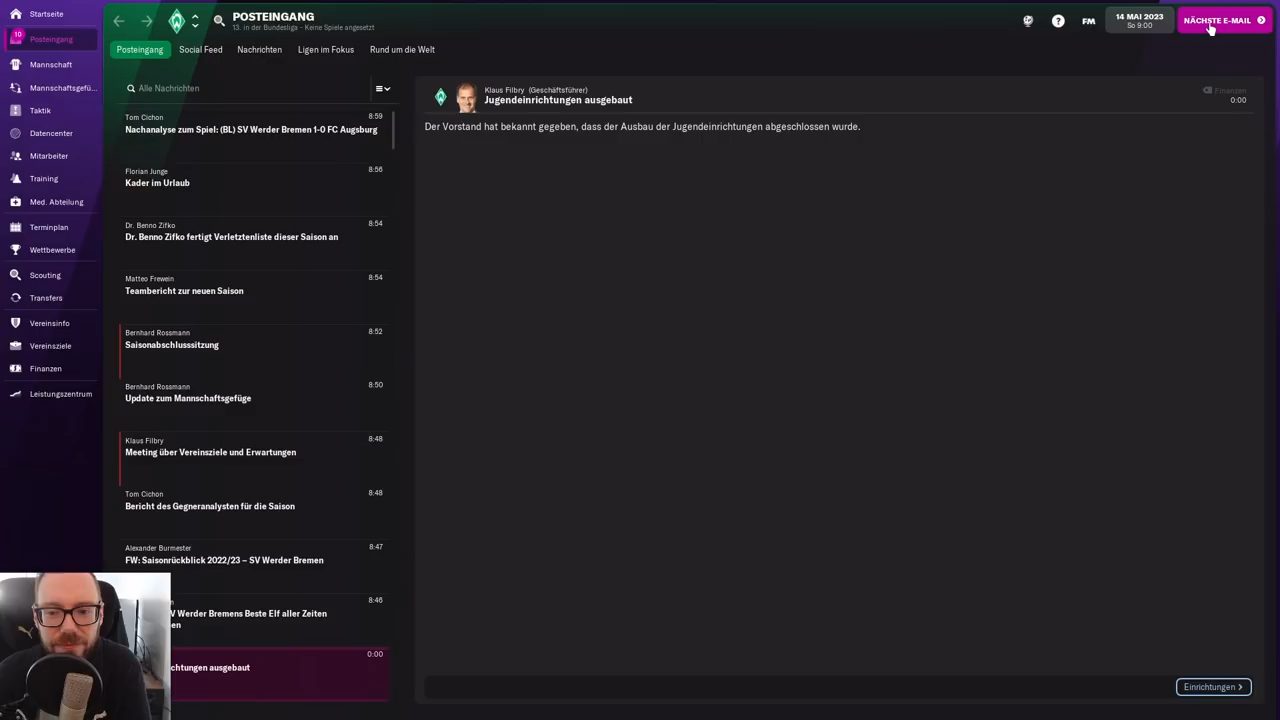 Startseite
10
Posteingang
Mannschaft
Mannschaftsgefü...
Taktik
Datencenter
Mitarbeiter
Training
Med. Abteilung
Terminplan
Wettbewerbe
Scouting
Transfers
Vereinsinfo
Vereinsziele
Finanzen
Leistungszentrum
POSTEINGANG
13. in der Bundesliga – Keine Spiele angesetzt
FM
14 MAI 2023
So 9:00
NÄCHSTE E-MAIL
Posteingang
Social Feed
Nachrichten
Ligen im Fokus
Rund um die Welt
Alle Nachrichten
Tom Cichon
8:59
Nachanalyse zum Spiel: (BL) SV Werder Bremen 1-0 FC Augsburg
Florian Junge
8:56
Kader im Urlaub
Dr. Benno Zifko
8:54
Dr. Benno Zifko fertigt Verletztenliste dieser Saison an
Matteo Frewein
8:54
Teambericht zur neuen Saison
Bernhard Rossmann
8:52
Saisonabschlusssitzung
Bernhard Rossmann
8:50
Update zum Mannschaftsgefüge
Klaus Filbry
8:48
Meeting über Vereinsziele und Erwartungen
Tom Cichon
8:48
Bericht des Gegneranalysten für die Saison
Alexander Burmester
8:47
FW: Saisonrückblick 2022/23 – SV Werder Bremen
8:46
V Werder Bremens Beste Elf aller Zeiten
en
0:00
chtungen ausgebaut
Klaus Filbry (Geschäftsführer)
Jugendeinrichtungen ausgebaut
Finanzen
0:00
Der Vorstand hat bekannt gegeben, dass der Ausbau der Jugendeinrichtungen abgeschlossen wurde.
Einrichtungen